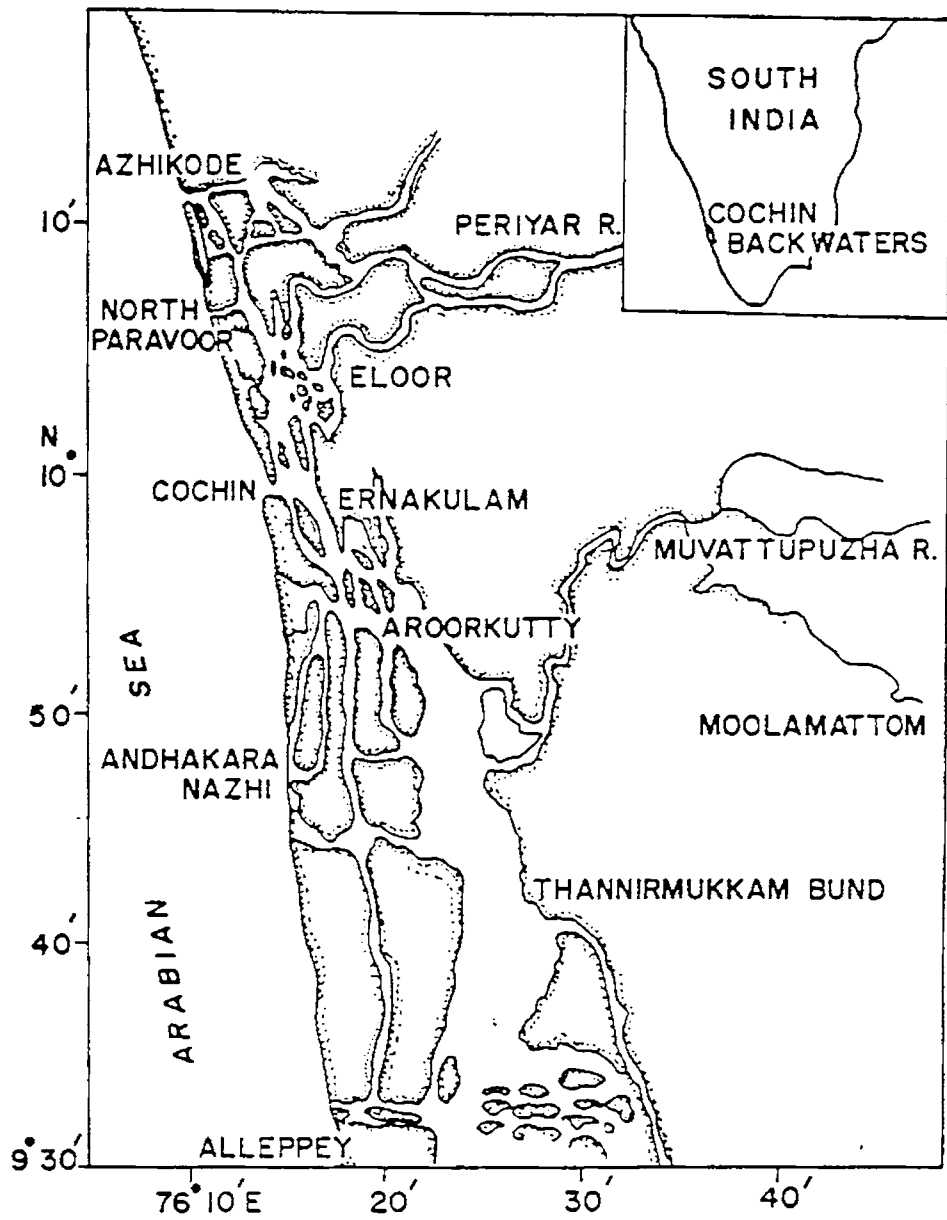 SOUTH
INDIA
COCHIN
BACKWATERS
AZHIKODE
10′
PERIYAR R.
NORTH
PARAVOOR
ELOOR
N
10°
COCHIN
ERNAKULAM
MUVATTUPUZHA R.
AROORKUTTY
SEA
50′
MOOLAMATTOM
ANDHAKARA
NAZHI
THANNIRMUKKAM BUND
40′
ARABIAN
ALLEPPEY
9° 30′
76° 10′E 20′ 30′ 40′